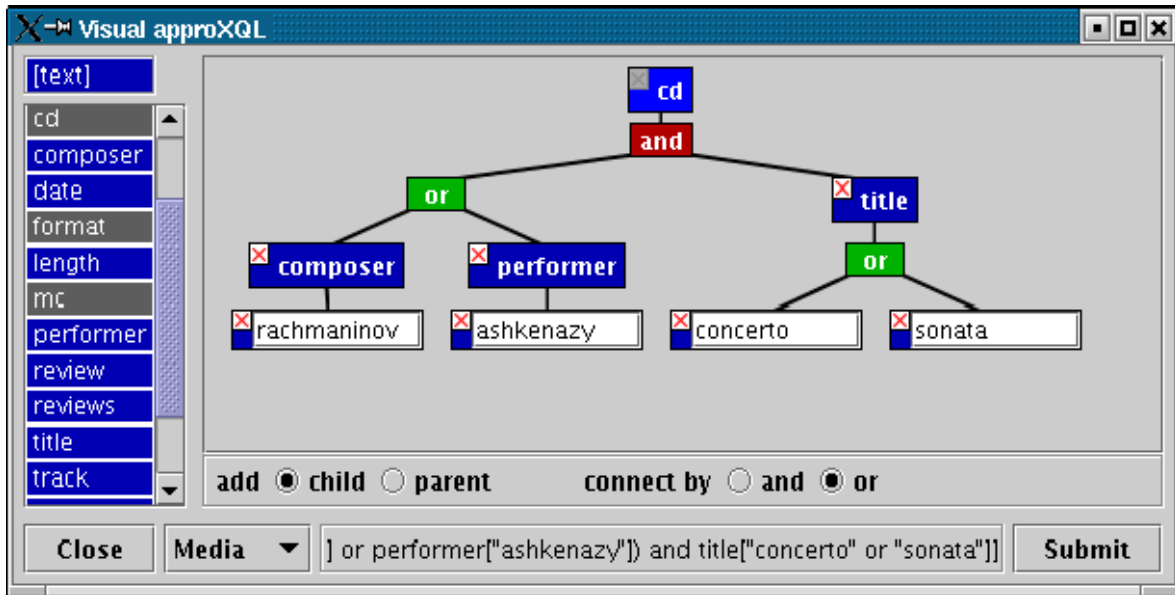 Visual approXQL
[text]
cd
composer
date
format
length
mc
performer
review
reviews
title
track
cd
and
or
title
composer
performer
or
rachmaninov
ashkenazy
concerto
sonata
add child parent connect by and or
Close Media ] or performer["ashkenazy"]) and title["concerto" or "sonata"]] Submit